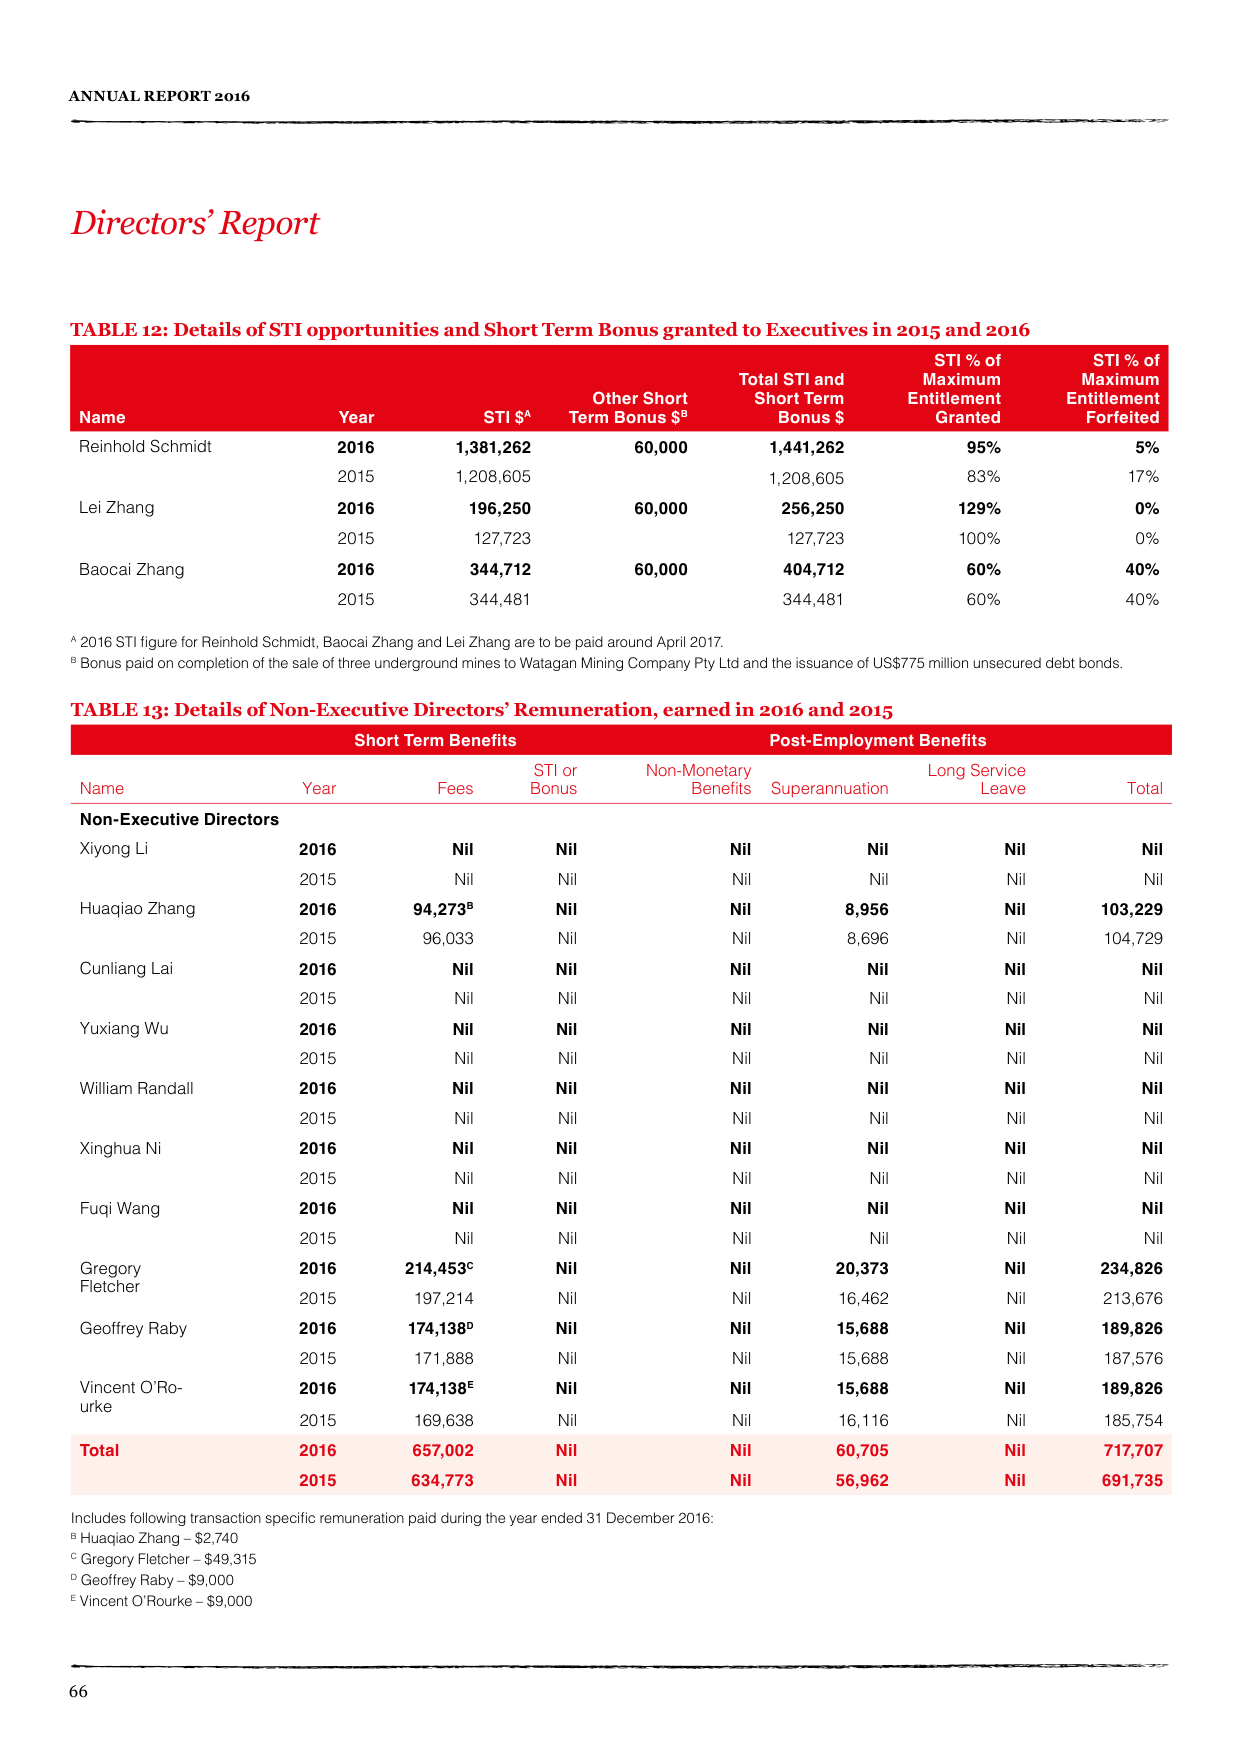 ANNUAL REPORT 2016
Directors' Report
TABLE 12: Details of STI opportunities and Short Term Bonus granted to Executives in 2015 and 2016
Name Year STI $A Other Short Term Bonus $B Total STI and Short Term Bonus $ STI % of Maximum Entitlement Granted STI % of Maximum Entitlement Forfeited
Reinhold Schmidt 2016 1,381,262 60,000 1,441,262 95% 5%
2015 1,208,605 1,208,605 83% 17%
Lei Zhang 2016 196,250 60,000 256,250 129% 0%
2015 127,723 127,723 100% 0%
Baocai Zhang 2016 344,712 60,000 404,712 60% 40%
2015 344,481 344,481 60% 40%
A 2016 STI figure for Reinhold Schmidt, Baocai Zhang and Lei Zhang are to be paid around April 2017.
B Bonus paid on completion of the sale of three underground mines to Watagan Mining Company Pty Ltd and the issuance of US$775 million unsecured debt bonds.
TABLE 13: Details of Non-Executive Directors' Remuneration, earned in 2016 and 2015
Short Term Benefits Post-Employment Benefits
Name Year Fees STI or Bonus Non-Monetary Benefits Superannuation Long Service Leave Total
Non-Executive Directors
Xiyong Li 2016 Nil Nil Nil Nil Nil Nil
2015 Nil Nil Nil Nil Nil Nil
Huaqiao Zhang 2016 94,273B Nil Nil 8,956 Nil 103,229
2015 96,033 Nil Nil 8,696 Nil 104,729
Cunliang Lai 2016 Nil Nil Nil Nil Nil Nil
2015 Nil Nil Nil Nil Nil Nil
Yuxiang Wu 2016 Nil Nil Nil Nil Nil Nil
2015 Nil Nil Nil Nil Nil Nil
William Randall 2016 Nil Nil Nil Nil Nil Nil
2015 Nil Nil Nil Nil Nil Nil
Xinghua Ni 2016 Nil Nil Nil Nil Nil Nil
2015 Nil Nil Nil Nil Nil Nil
Fuqi Wang 2016 Nil Nil Nil Nil Nil Nil
2015 Nil Nil Nil Nil Nil Nil
Gregory Fletcher 2016 214,453C Nil Nil 20,373 Nil 234,826
2015 197,214 Nil Nil 16,462 Nil 213,676
Geoffrey Raby 2016 174,138D Nil Nil 15,688 Nil 189,826
2015 171,888 Nil Nil 15,688 Nil 187,576
Vincent O'Ro-urke 2016 174,138E Nil Nil 15,688 Nil 189,826
2015 169,638 Nil Nil 16,116 Nil 185,754
Total 2016 657,002 Nil Nil 60,705 Nil 717,707
2015 634,773 Nil Nil 56,962 Nil 691,735
Includes following transaction specific remuneration paid during the year ended 31 December 2016:
B Huaqiao Zhang – $2,740
C Gregory Fletcher – $49,315
D Geoffrey Raby – $9,000
E Vincent O'Rourke – $9,000
66